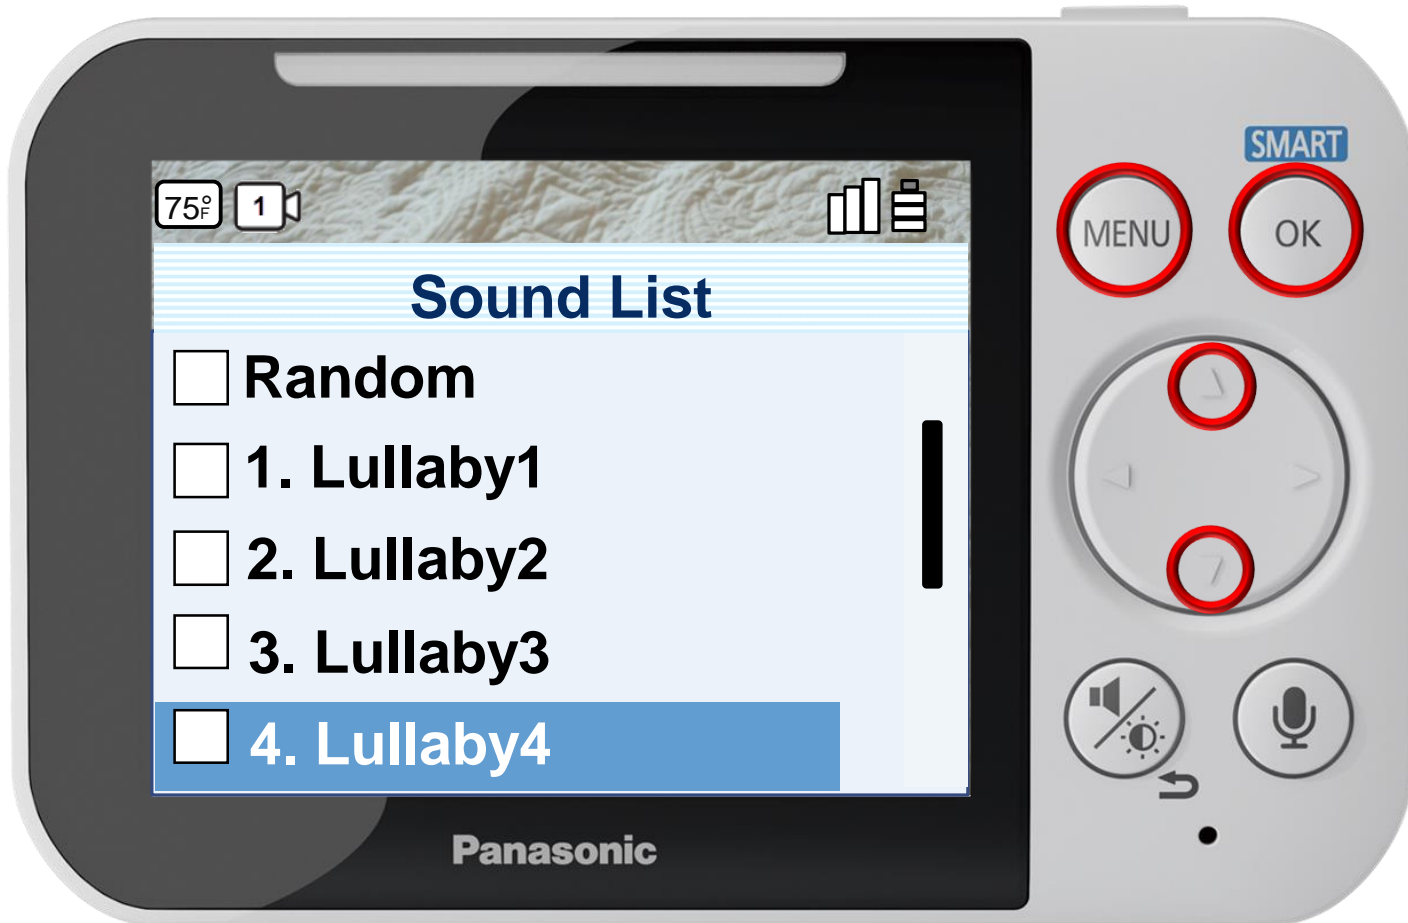 SMART
MENU OK
75°F 1
Sound List
Random
1. Lullaby1
2. Lullaby2
3. Lullaby3
4. Lullaby4
Panasonic